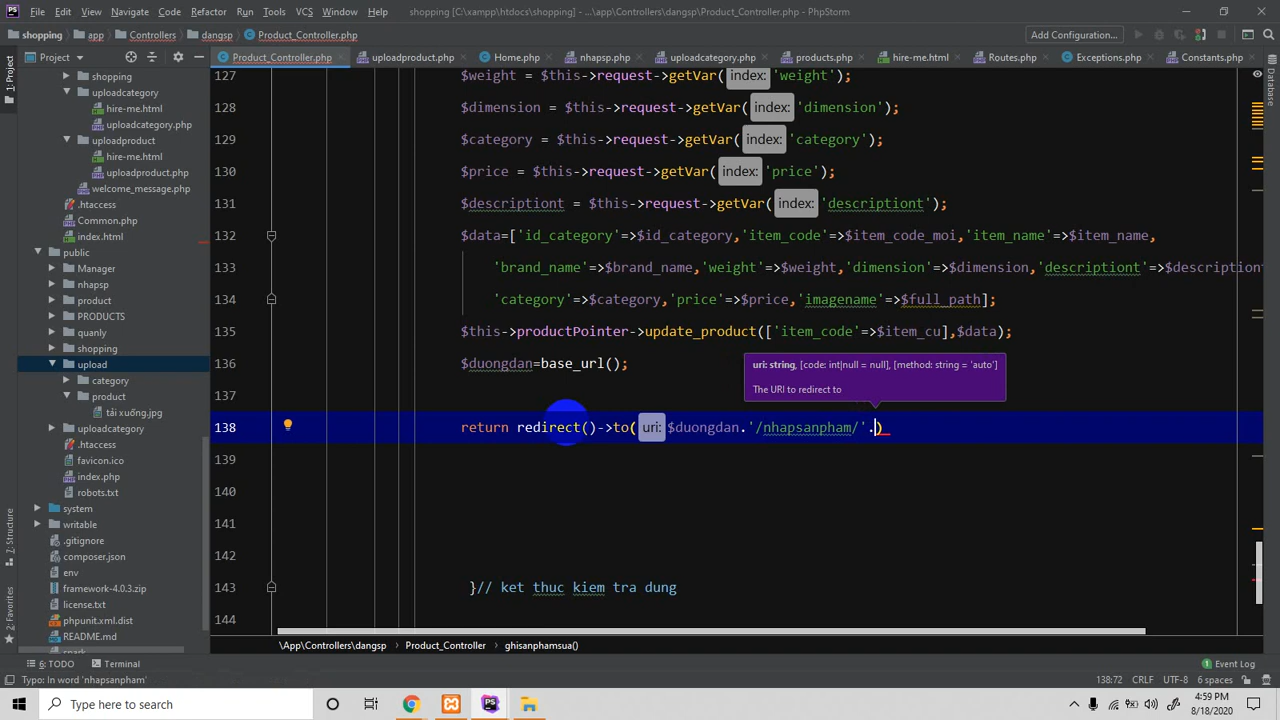 File Edit View Navigate Code Refactor Run Tools VCS Window Help shopping [C:\xampp\htdocs\shopping] - ...\app\Controllers\dangsp\Product_Controller.php - PhpStorm
shopping app Controllers dangsp Product_Controller.php Add Configuration...
Project Product_Controller.php uploadproduct.php Home.php nhapsp.php uploadcategory.php products.php hire-me.html Routes.php Exceptions.php Constants.php
1: Project
7: Structure
2: Favorites
Database
shopping
uploadcategory
hire-me.html
uploadcategory.php
uploadproduct
hire-me.html
uploadproduct.php
welcome_message.php
.htaccess
Common.php
index.html
public
Manager
nhapsp
product
PRODUCTS
quanly
shopping
upload
category
product
tải xuống.jpg
uploadcategory
.htaccess
favicon.ico
index.php
robots.txt
system
writable
.gitignore
composer.json
env
framework-4.0.3.zip
license.txt
phpunit.xml.dist
README.md
spark
127 $weight = $this->request->getVar( index: 'weight');
128 $dimension = $this->request->getVar( index: 'dimension');
129 $category = $this->request->getVar( index: 'category');
130 $price = $this->request->getVar( index: 'price');
131 $descriptiont = $this->request->getVar( index: 'descriptiont');
132 $data=['id_category'=>$id_category,'item_code'=>$item_code_moi,'item_name'=>$item_name,
133 'brand_name'=>$brand_name,'weight'=>$weight,'dimension'=>$dimension,'descriptiont'=>$description
134 'category'=>$category,'price'=>$price,'imagename'=>$full_path];
135 $this->productPointer->update_product(['item_code'=>$item_cu],$data);
136 $duongdan=base_url();
uri: string, [code: int|null = null], [method: string = 'auto']
The URI to redirect to
137
138 return redirect()->to( uri: $duongdan.'/nhapsanpham/'.)
139
140
141
142
143 }// ket thuc kiem tra dung
144
\App\Controllers\dangsp Product_Controller ghisanphamsua()
6: TODO Terminal Event Log
Typo: In word 'nhapsanpham' 138:72 CRLF UTF-8 6 spaces
Type here to search 4:59 PM
8/18/2020